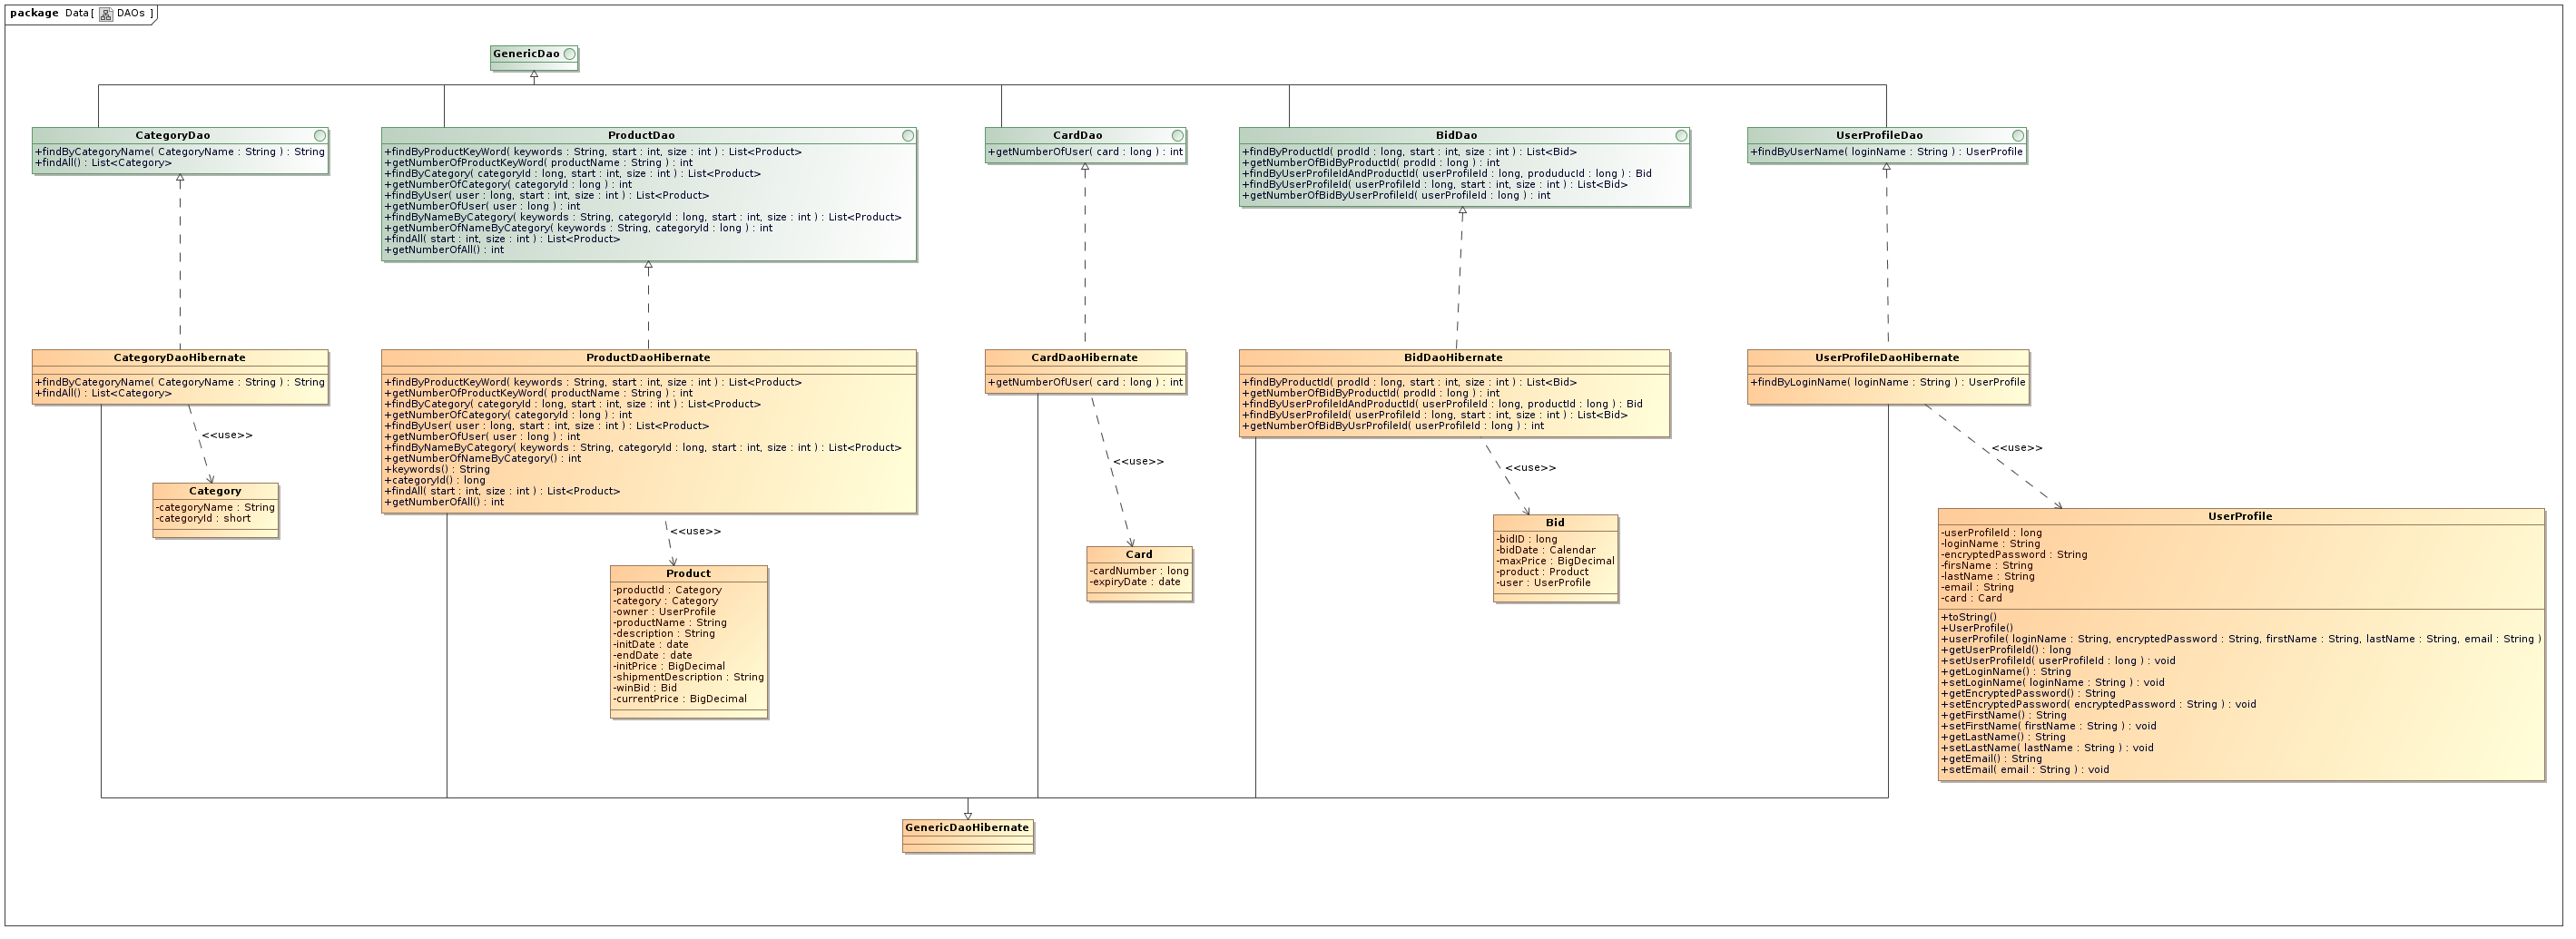 package Data[ DAOs ]
GenericDao
CategoryDao
+findByCategoryName( CategoryName : String ) : String
+findAll() : List<Category>
ProductDao
+findByProductKeyWord( keywords : String, start : int, size : int ) : List<Product>
+getNumberOfProductKeyWord( productName : String ) : int
+findByCategory( categoryId : long, start : int, size : int ) : List<Product>
+getNumberOfCategory( categoryId : long ) : int
+findByUser( user : long, start : int, size : int ) : List<Product>
+getNumberOfUser( user : long ) : int
+findByNameByCategory( keywords : String, categoryId : long, start : int, size : int ) : List<Product>
+getNumberOfNameByCategory( keywords : String, categoryId : long ) : int
+findAll( start : int, size : int ) : List<Product>
+getNumberOfAll() : int
CardDao
+getNumberOfUser( card : long ) : int
BidDao
+findByProductId( prodId : long, start : int, size : int ) : List<Bid>
+getNumberOfBidByProductId( prodId : long ) : int
+findByUserProfileIdAndProductId( userProfileId : long, produducId : long ) : Bid
+findByUserProfileId( userProfileId : long, start : int, size : int ) : List<Bid>
+getNumberOfBidByUserProfileId( userProfileId : long ) : int
UserProfileDao
+findByUserName( loginName : String ) : UserProfile
CategoryDaoHibernate
+findByCategoryName( CategoryName : String ) : String
+findAll() : List<Category>
ProductDaoHibernate
+findByProductKeyWord( keywords : String, start : int, size : int ) : List<Product>
+getNumberOfProductKeyWord( productName : String ) : int
+findByCategory( categoryId : long, start : int, size : int ) : List<Product>
+getNumberOfCategory( categoryId : long ) : int
+findByUser( user : long, start : int, size : int ) : List<Product>
+getNumberOfUser( user : long ) : int
+findByNameByCategory( keywords : String, categoryId : long, start : int, size : int ) : List<Product>
+getNumberOfNameByCategory() : int
+keywords() : String
+categoryId() : long
+findAll( start : int, size : int ) : List<Product>
+getNumberOfAll() : int
CardDaoHibernate
+getNumberOfUser( card : long ) : int
BidDaoHibernate
+findByProductId( prodId : long, start : int, size : int ) : List<Bid>
+getNumberOfBidByProductId( prodId : long ) : int
+findByUserProfileIdAndProductId( userProfileId : long, productId : long ) : Bid
+findByUserProfileId( userProfileId : long, start : int, size : int ) : List<Bid>
+getNumberOfBidByUsrProfileId( userProfileId : long ) : int
UserProfileDaoHibernate
+findByLoginName( loginName : String ) : UserProfile
<<use>>
<<use>>
<<use>>
<<use>>
<<use>>
Category
-categoryName : String
-categoryId : short
Product
-productId : Category
-category : Category
-owner : UserProfile
-productName : String
-description : String
-initDate : date
-endDate : date
-initPrice : BigDecimal
-shipmentDescription : String
-winBid : Bid
-currentPrice : BigDecimal
Card
-cardNumber : long
-expiryDate : date
Bid
-bidID : long
-bidDate : Calendar
-maxPrice : BigDecimal
-product : Product
-user : UserProfile
UserProfile
-userProfileId : long
-loginName : String
-encryptedPassword : String
-firsName : String
-lastName : String
-email : String
-card : Card
+toString()
+UserProfile()
+userProfile( loginName : String, encryptedPassword : String, firstName : String, lastName : String, email : String )
+getUserProfileId() : long
+setUserProfileId( userProfileId : long ) : void
+getLoginName() : String
+setLoginName( loginName : String ) : void
+getEncryptedPassword() : String
+setEncryptedPassword( encryptedPassword : String ) : void
+getFirstName() : String
+setFirstName( firstName : String ) : void
+getLastName() : String
+setLastName( lastName : String ) : void
+getEmail() : String
+setEmail( email : String ) : void
GenericDaoHibernate